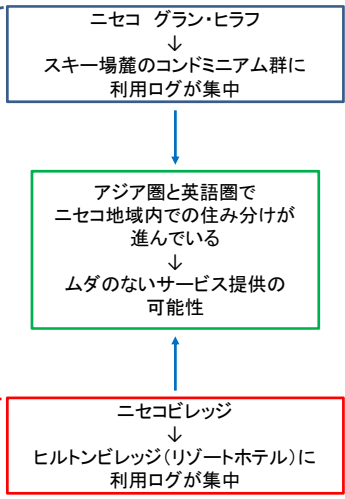 ニセコ グラン・ヒラフ
↓
スキー場麓のコンドミニアム群に
利用ログが集中
アジア圏と英語圏で
ニセコ地域内での住み分けが
進んでいる
↓
ムダのないサービス提供の
可能性
ニセコビレッジ
↓
ヒルトンビレッジ(リゾートホテル)に
利用ログが集中